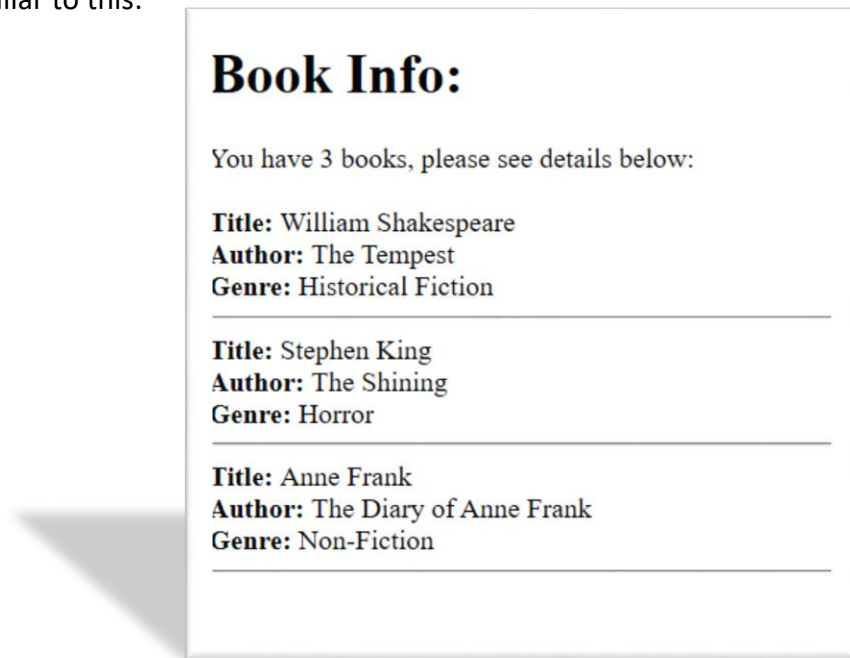 to this:
Book Info:
You have 3 books, please see details below:
Title: William Shakespeare
Author: The Tempest
Genre: Historical Fiction
Title: Stephen King
Author: The Shining
Genre: Horror
Title: Anne Frank
Author: The Diary of Anne Frank
Genre: Non-Fiction